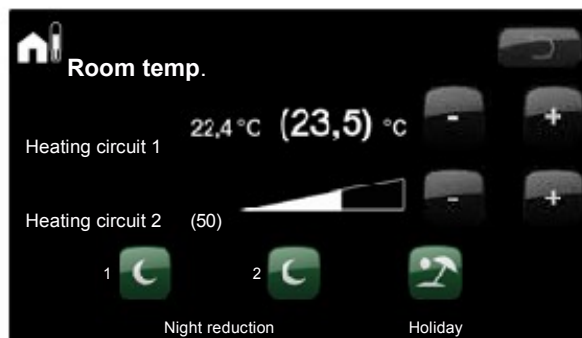 Room temp.
Heating circuit 1 22,4 °C (23,5) °C - +
Heating circuit 2 (50) - +
1 2
Night reduction Holiday